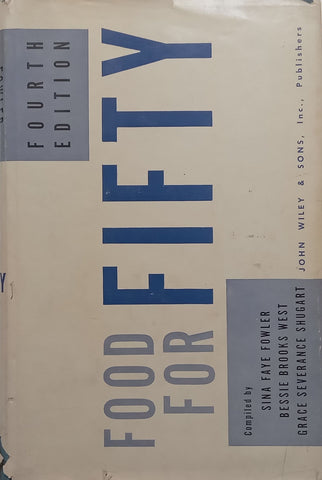 FOURTH
EDITION
FOOD
FOR
FIFTY
Compiled by
SINA FAYE FOWLER
BESSIE BROOKS WEST
GRACE SEVERANCE SHUGART
JOHN WILEY & SONS, Inc., Publishers